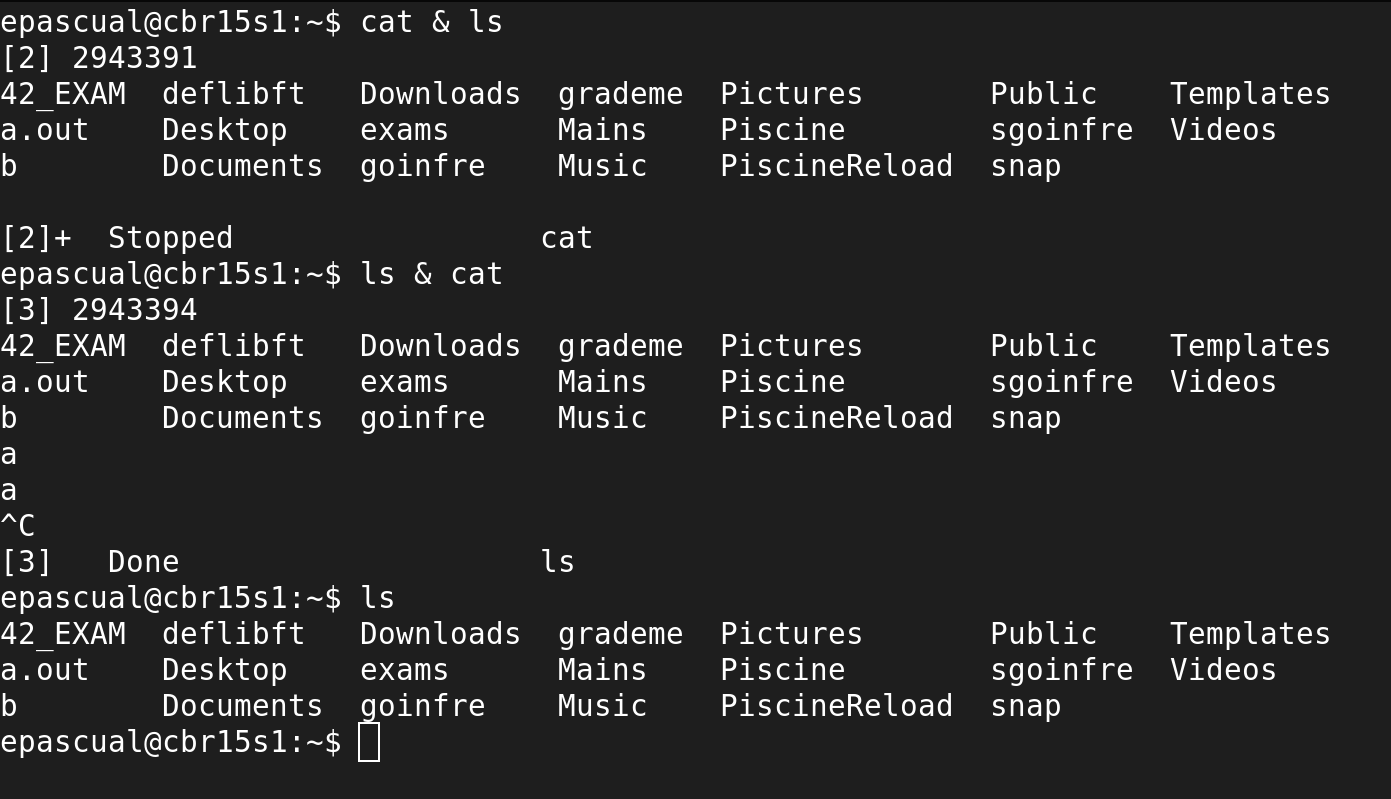 epascual@cbr15s1:~$ cat & ls
[2] 2943391
42_EXAM  deflibft   Downloads  grademe  Pictures       Public    Templates
a.out    Desktop    exams      Mains    Piscine        sgoinfre  Videos
b        Documents  goinfre    Music    PiscineReload  snap

[2]+  Stopped                 cat
epascual@cbr15s1:~$ ls & cat
[3] 2943394
42_EXAM  deflibft   Downloads  grademe  Pictures       Public    Templates
a.out    Desktop    exams      Mains    Piscine        sgoinfre  Videos
b        Documents  goinfre    Music    PiscineReload  snap
a
a
^C
[3]   Done                    ls
epascual@cbr15s1:~$ ls
42_EXAM  deflibft   Downloads  grademe  Pictures       Public    Templates
a.out    Desktop    exams      Mains    Piscine        sgoinfre  Videos
b        Documents  goinfre    Music    PiscineReload  snap
epascual@cbr15s1:~$